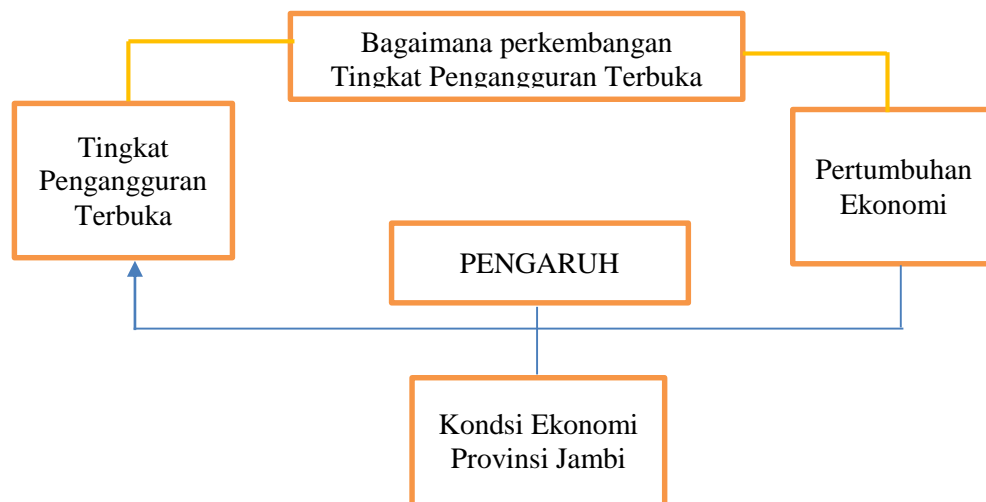 Bagaimana perkembangan
Tingkat Pengangguran Terbuka
Tingkat
Pengangguran
Terbuka
Pertumbuhan
Ekonomi
PENGARUH
Kondsi Ekonomi
Provinsi Jambi